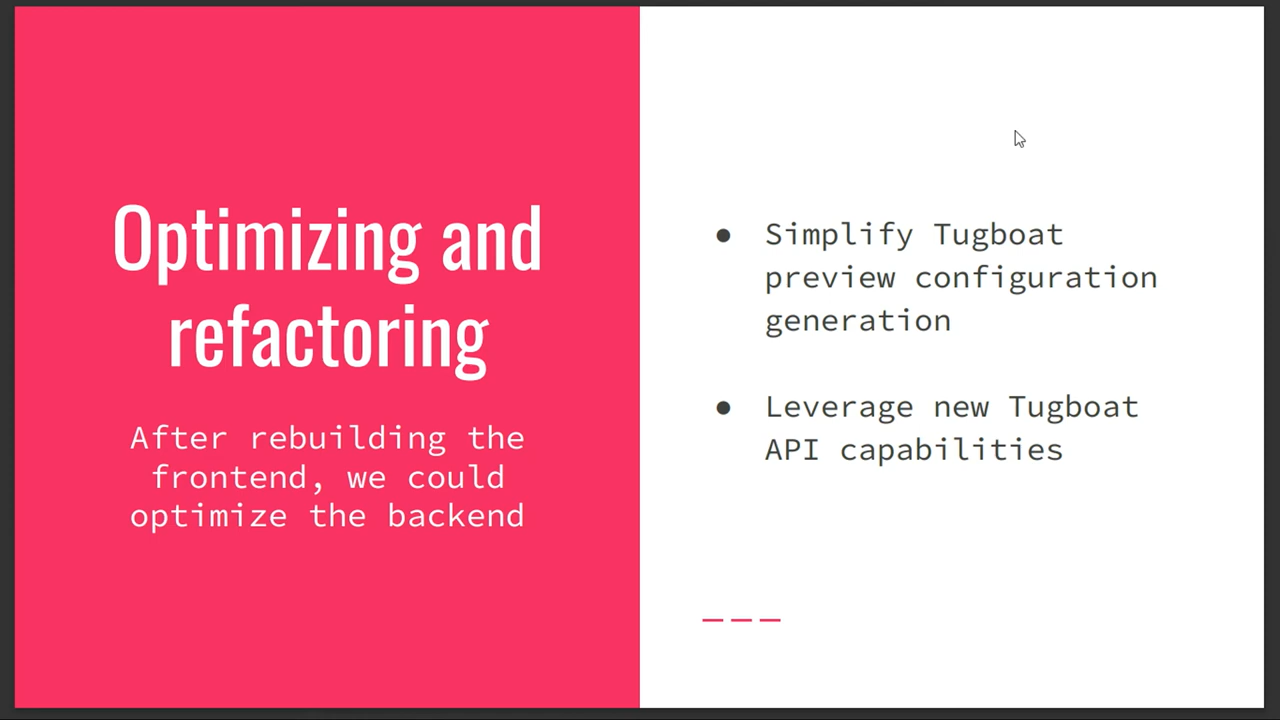 Optimizing and
refactoring
After rebuilding the
frontend, we could
optimize the backend
● Simplify Tugboat
preview configuration
generation
● Leverage new Tugboat
API capabilities